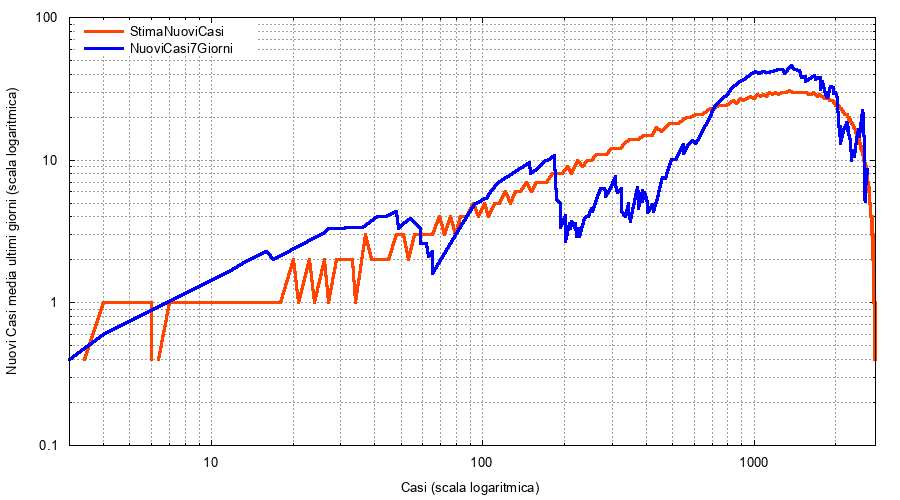 100
StimaNuoviCasi
NuoviCasi7Giorni
10
1
0.1
Nuovi Casi media ultimi giorni (scala logaritmica)
10
100
1000
Casi (scala logaritmica)